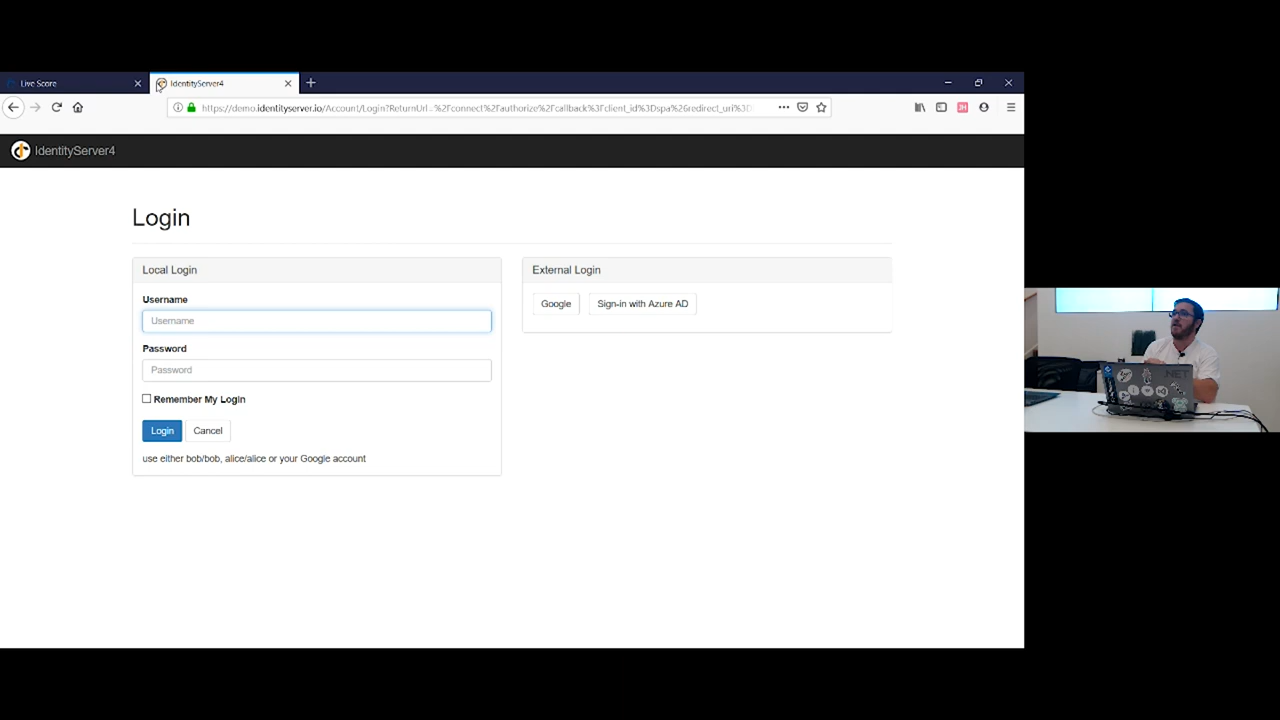 Live Score
IdentityServer4
https://demo.identityserver.io/Account/Login?ReturnUrl=%2Fconnect%2Fauthorize%2Fcallback%3Fclient_id%3Dspa%26redirect_uri%3D
IdentityServer4
Login
Local Login
Username
Username
Password
Password
Remember My Login
Login Cancel
use either bob/bob, alice/alice or your Google account
External Login
Google Sign-in with Azure AD
.NET